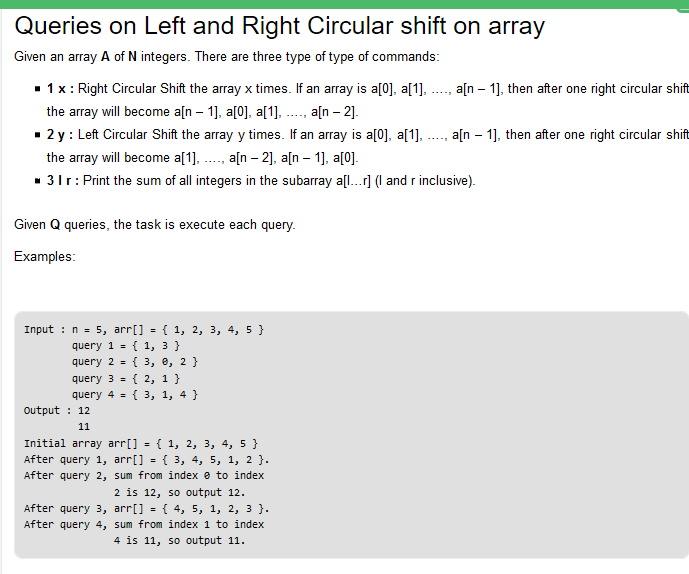 Queries on Left and Right Circular shift on array
Given an array A of N integers. There are three type of type of commands:
▪ 1 x : Right Circular Shift the array x times. If an array is a[0], a[1], …., a[n – 1], then after one right circular shift
the array will become a[n – 1], a[0], a[1], …., a[n – 2].
▪ 2 y : Left Circular Shift the array y times. If an array is a[0], a[1], …., a[n – 1], then after one right circular shift
the array will become a[1], …., a[n – 2], a[n – 1], a[0].
▪ 3 l r : Print the sum of all integers in the subarray a[l…r] (l and r inclusive).
Given Q queries, the task is execute each query.
Examples:
Input : n = 5, arr[] = { 1, 2, 3, 4, 5 }
query 1 = { 1, 3 }
query 2 = { 3, 0, 2 }
query 3 = { 2, 1 }
query 4 = { 3, 1, 4 }
Output : 12
11
Initial array arr[] = { 1, 2, 3, 4, 5 }
After query 1, arr[] = { 3, 4, 5, 1, 2 }.
After query 2, sum from index 0 to index
2 is 12, so output 12.
After query 3, arr[] = { 4, 5, 1, 2, 3 }.
After query 4, sum from index 1 to index
4 is 11, so output 11.